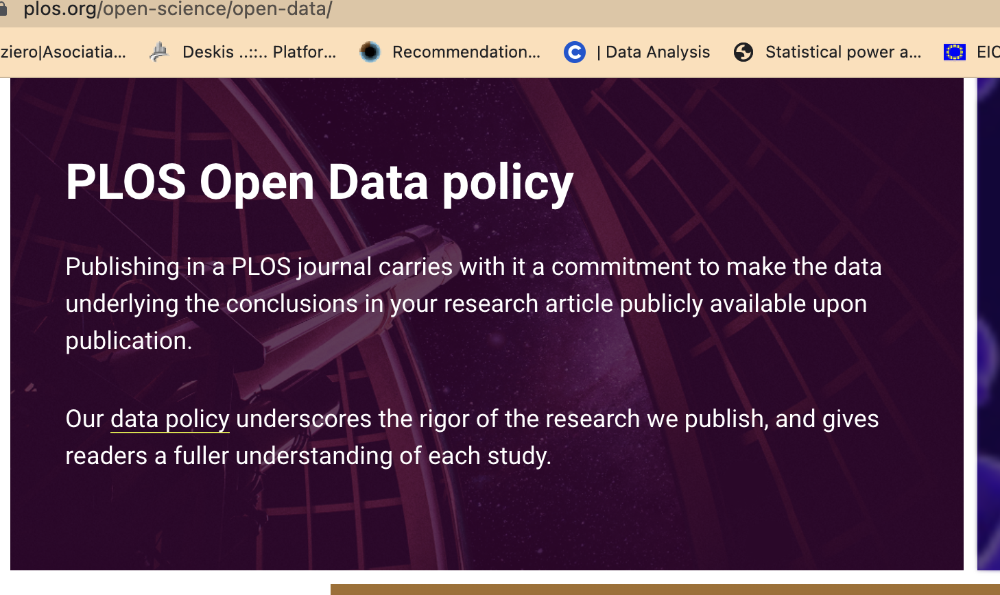 plos.org/open-science/open-data/
ziero|Asociatia... Deskis ..::.. Platfor... Recommendation... C | Data Analysis Statistical power a... EIC
PLOS Open Data policy
Publishing in a PLOS journal carries with it a commitment to make the data
underlying the conclusions in your research article publicly available upon
publication.
Our data policy underscores the rigor of the research we publish, and gives
readers a fuller understanding of each study.